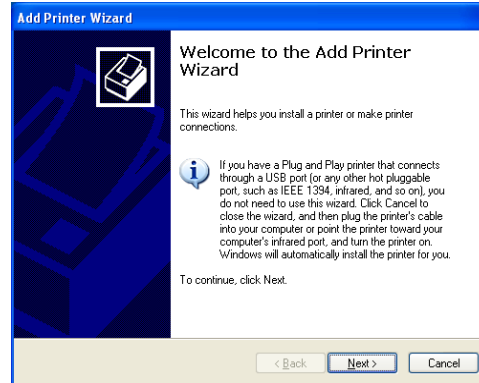 Add Printer Wizard
Welcome to the Add Printer
Wizard
This wizard helps you install a printer or make printer
connections.
If you have a Plug and Play printer that connects
through a USB port (or any other hot pluggable
port, such as IEEE 1394, infrared, and so on), you
do not need to use this wizard. Click Cancel to
close the wizard, and then plug the printer's cable
into your computer or point the printer toward your
computer's infrared port, and turn the printer on.
Windows will automatically install the printer for you.
To continue, click Next.
< Back Next > Cancel